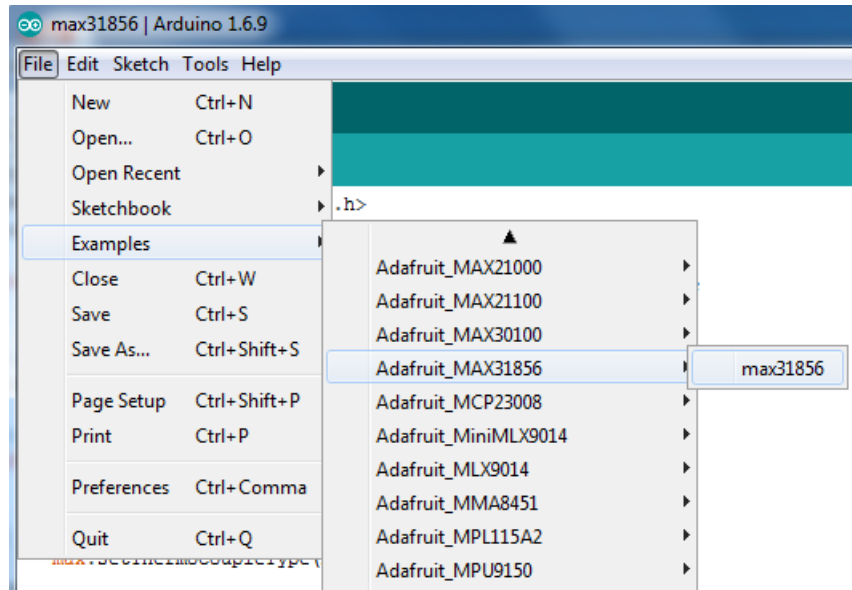 max31856 | Arduino 1.6.9
File Edit Sketch Tools Help
New Ctrl+N
Open... Ctrl+O
Open Recent
Sketchbook
Examples
Close Ctrl+W
Save Ctrl+S
Save As... Ctrl+Shift+S
Page Setup Ctrl+Shift+P
Print Ctrl+P
Preferences Ctrl+Comma
Quit Ctrl+Q
.h>
Adafruit_MAX21000
Adafruit_MAX21100
Adafruit_MAX30100
Adafruit_MAX31856
Adafruit_MCP23008
Adafruit_MiniMLX9014
Adafruit_MLX9014
Adafruit_MMA8451
Adafruit_MPL115A2
Adafruit_MPU9150
max31856
max.setThermocoupleType(